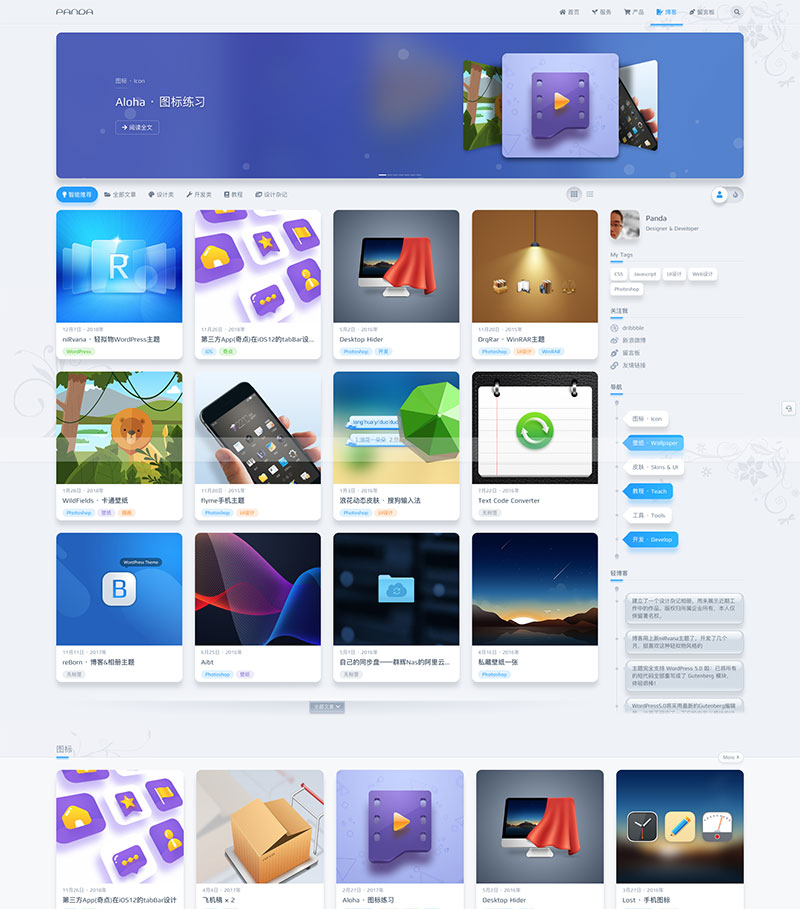 PANDA
首页 服务 产品 博客 留言板
图标 · Icon
Aloha · 图标练习
阅读全文
智能推荐 全部文章 设计类 开发类 教程 设计杂记
R
12月7日 · 2018年
niRvana · 轻拟物WordPress主题
WordPress
11月26日 · 2018年
第三方App(奇点)在iOS12的tabBar设...
iOS 奇点
5月2日 · 2016年
Desktop Hider
Photoshop 开发
11月20日 · 2015年
DrqRar · WinRAR主题
Photoshop UI设计 WinRAR
Panda
Designer & Developer
My Tags
CSS Javascript UI设计 Web设计
Photoshop
关注我
dribbble
新浪微博
留言板
友情链接
导航
图标 · Icon
壁纸 · Wallpaper
皮肤 · Skins & UI
教程 · Teach
工具 · Tools
开发 · Develop
1月28日 · 2018年
WildFields · 卡通壁纸
Photoshop 壁纸 插画
11月20日 · 2015年
flyme手机主题
Photoshop UI设计
1月3日 · 2016年
浪花动态皮肤 · 搜狗输入法
Photoshop UI设计
7月22日 · 2016年
Text Code Converter
无标签
WordPress Theme
B
11月11日 · 2017年
reBorn · 博客&相册主题
无标签
6月25日 · 2018年
Aibt
Photoshop 壁纸
5月9日 · 2018年
自己的同步盘——群辉Nas的阿里云...
无标签
4月16日 · 2016年
私藏壁纸一张
Photoshop
轻博客
建立了一个设计杂记相册，用来展示近期工
作中的作品。版权归所属企业所有，本人仅
保留署名权。
博客用上新niRvana主题了，开发了几个
月，挺喜欢这种轻拟物风格的
主题完全支持 WordPress 5.0 啦：已将所有
的短代码全部重写成了 Gutenberg 模块，
体验很棒！
WordPress5.0将采用最新的Gutenberg编辑
全部文章
图标
More
11月26日 · 2018年
第三方App(奇点)在iOS12的tabBar设计
4月4日 · 2017年
飞机稿 × 2
2月27日 · 2017年
Aloha · 图标练习
5月2日 · 2016年
Desktop Hider
3月27日 · 2016年
Lost · 手机图标